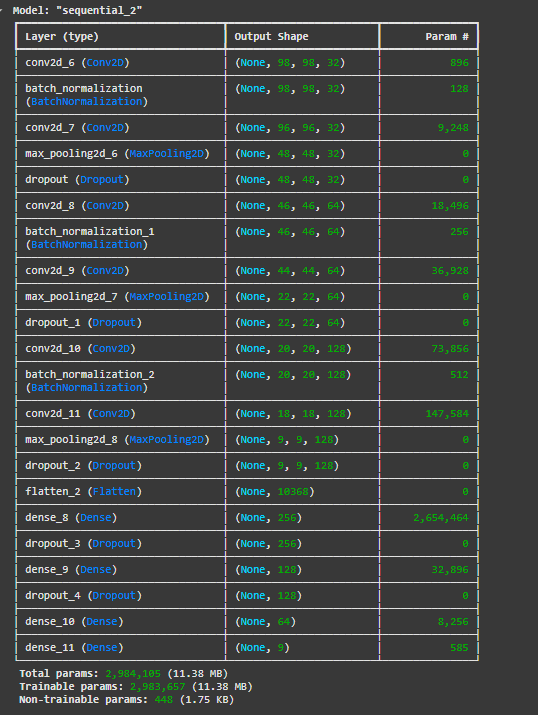 Model: "sequential_2"
Layer (type) Output Shape Param #
conv2d_6 (Conv2D) (None, 98, 98, 32) 896
batch_normalization (None, 98, 98, 32) 128
(BatchNormalization)
conv2d_7 (Conv2D) (None, 96, 96, 32) 9,248
max_pooling2d_6 (MaxPooling2D) (None, 48, 48, 32) 0
dropout (Dropout) (None, 48, 48, 32) 0
conv2d_8 (Conv2D) (None, 46, 46, 64) 18,496
batch_normalization_1 (None, 46, 46, 64) 256
(BatchNormalization)
conv2d_9 (Conv2D) (None, 44, 44, 64) 36,928
max_pooling2d_7 (MaxPooling2D) (None, 22, 22, 64) 0
dropout_1 (Dropout) (None, 22, 22, 64) 0
conv2d_10 (Conv2D) (None, 20, 20, 128) 73,856
batch_normalization_2 (None, 20, 20, 128) 512
(BatchNormalization)
conv2d_11 (Conv2D) (None, 18, 18, 128) 147,584
max_pooling2d_8 (MaxPooling2D) (None, 9, 9, 128) 0
dropout_2 (Dropout) (None, 9, 9, 128) 0
flatten_2 (Flatten) (None, 10368) 0
dense_8 (Dense) (None, 256) 2,654,464
dropout_3 (Dropout) (None, 256) 0
dense_9 (Dense) (None, 128) 32,896
dropout_4 (Dropout) (None, 128) 0
dense_10 (Dense) (None, 64) 8,256
dense_11 (Dense) (None, 9) 585
Total params: 2,984,105 (11.38 MB)
Trainable params: 2,983,657 (11.38 MB)
Non-trainable params: 448 (1.75 KB)